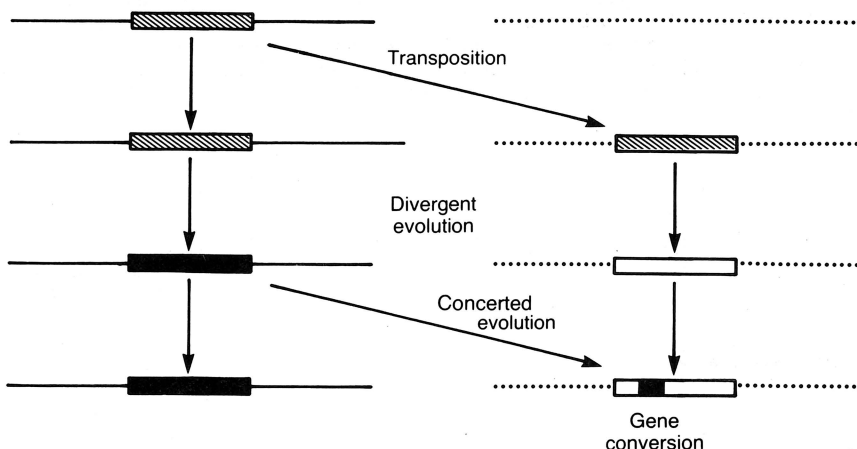 Transposition
Divergent
evolution
Concerted
evolution
Gene
conversion